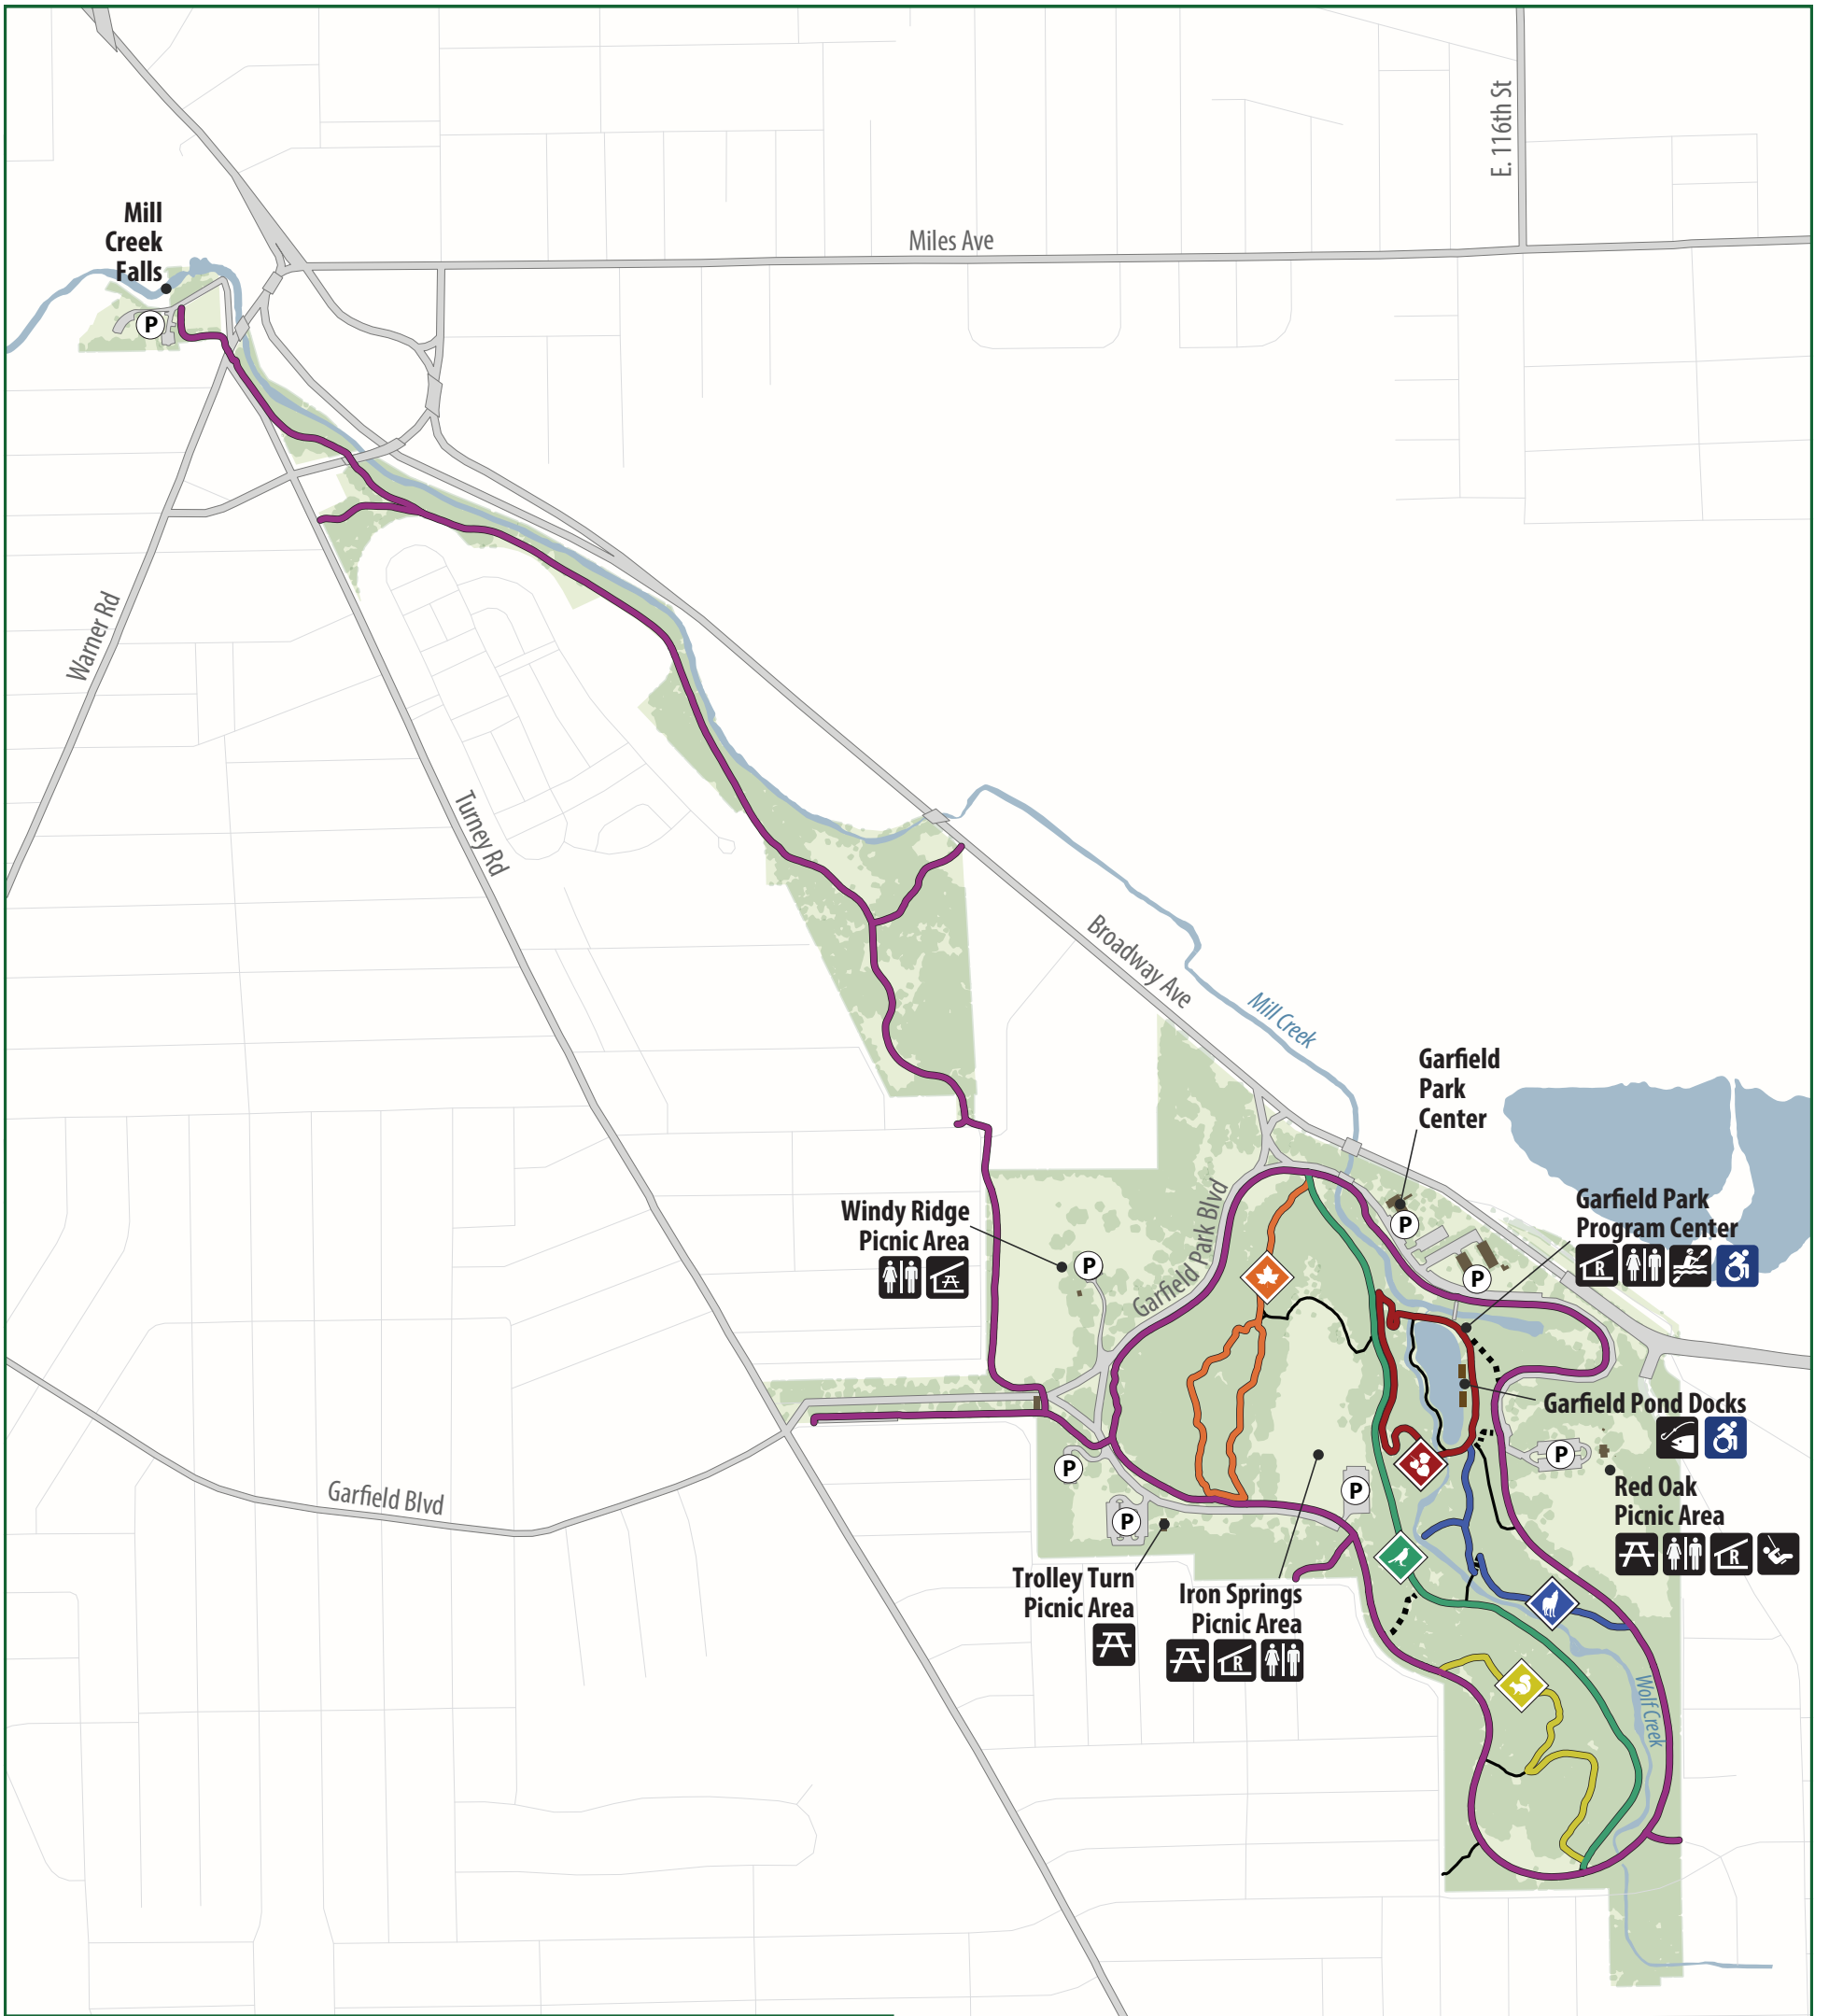 E. 116th St
Mill
Creek
Falls
Miles Ave
P
Warner Rd
Turney Rd
Broadway Ave
Mill Creek
Garfield
Park
Center
P
Windy Ridge
Picnic Area
P
Garfield Park Blvd
Garfield Park
Program Center
R
P
Garfield Pond Docks
P
Red Oak
Picnic Area
R
Garfield Blvd
P
P
P
Trolley Turn
Picnic Area
Iron Springs
Picnic Area
R
Wolf Creek